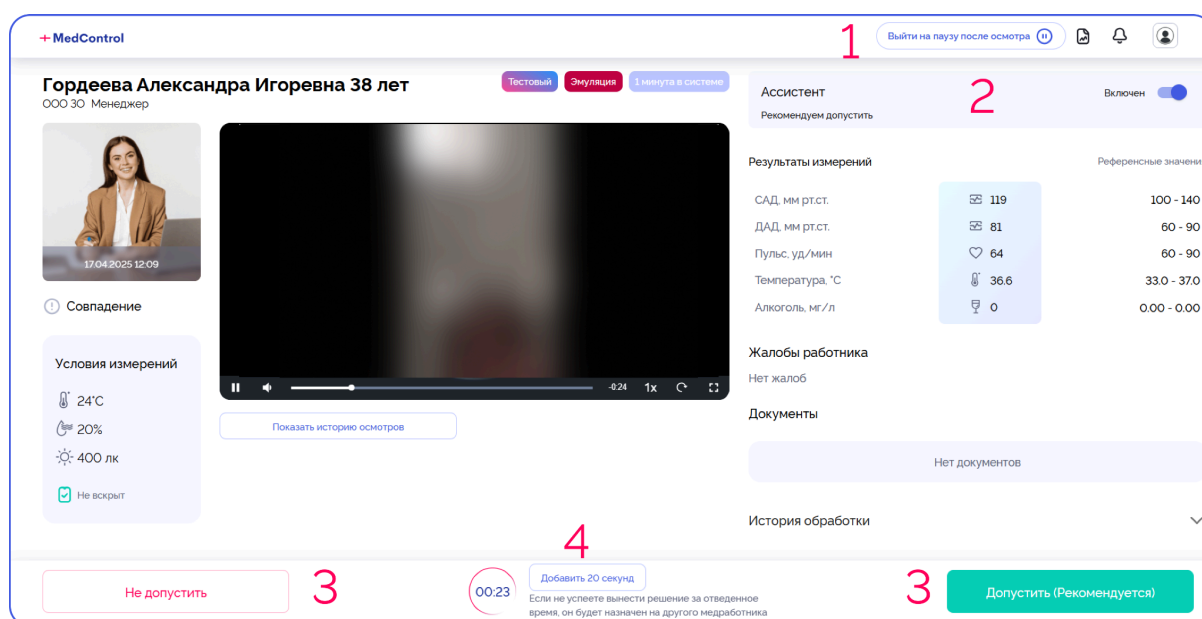 MedControl
1
Выйти на паузу после осмотра
Гордеева Александра Игоревна 38 лет
ООО ЗО Менеджер
Тестовый
Эмуляция
1 минута в системе
17.04.2025 12:09
Совпадение
Условия измерений
24°C
20%
400 лк
Не вскрыт
-0:24 1x
Показать историю осмотров
Ассистент
2
Включен
Рекомендуем допустить
Результаты измерений
Референсные значени
САД, мм рт.ст. 119 100 - 140
ДАД, мм рт.ст. 81 60 - 90
Пульс, уд/мин 64 60 - 90
Температура, °C 36.6 33.0 - 37.0
Алкоголь, мг/л 0 0.00 - 0.00
Жалобы работника
Нет жалоб
Документы
Нет документов
История обработки
Не допустить
3
4
00:23
Добавить 20 секунд
Если не успеете вынести решение за отведенное
время, он будет назначен на другого медработника
3
Допустить (Рекомендуется)